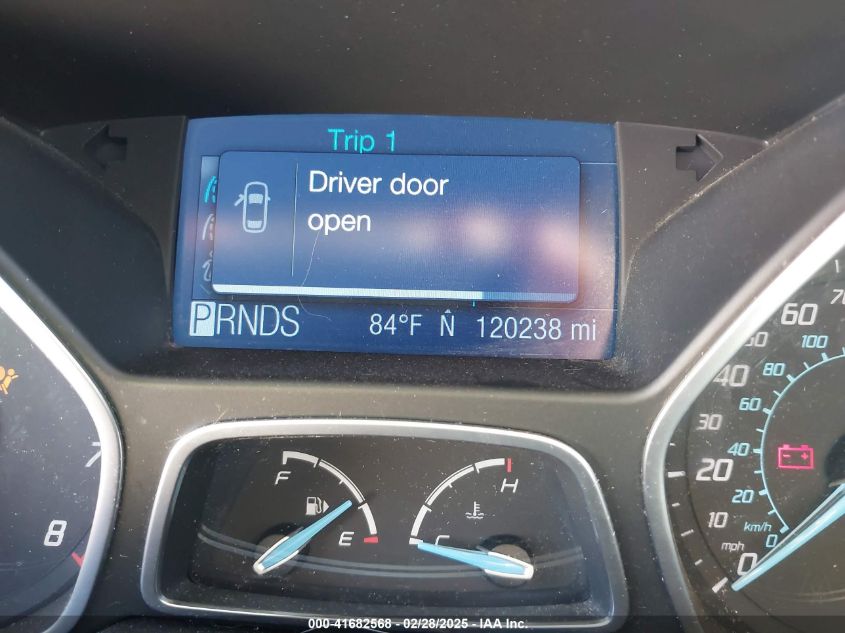 Trip 1
Driver door
open
PRNDS 84°F N 120238 mi
F
E
H
C
7
8
0
10
20
30
40
60
mph
0
20
40
60
80
100
km/h
000-41682568 - 02/28/2025 - IAA Inc.